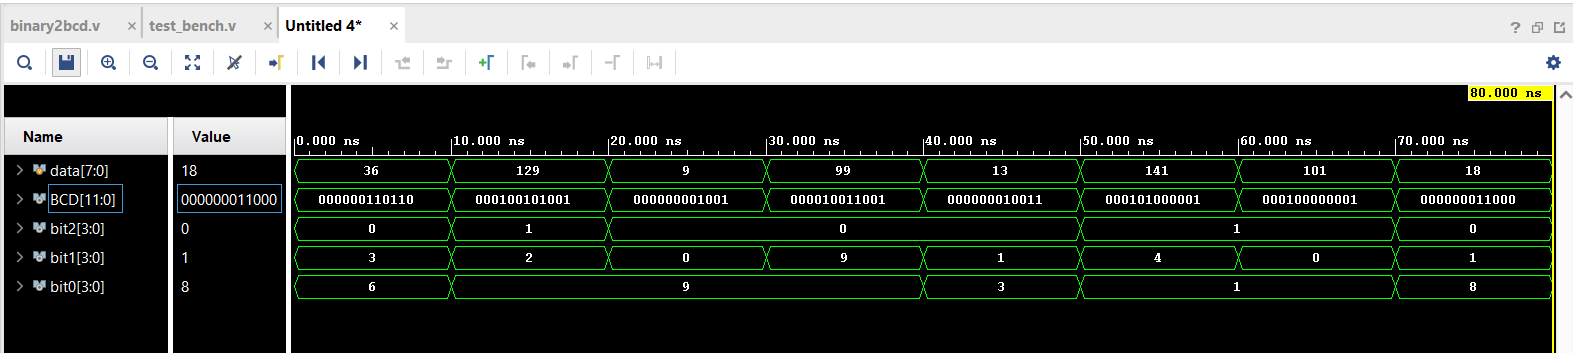 binary2bcd.v × test_bench.v × Untitled 4* ×
80.000 ns
Name Value
0.000 ns 10.000 ns 20.000 ns 30.000 ns 40.000 ns 50.000 ns 60.000 ns 70.000 ns
data[7:0] 18 36 129 9 99 13 141 101 18
BCD[11:0] 000000011000 000000110110 000100101001 000000001001 000010011001 000000010011 000101000001 000100000001 000000011000
bit2[3:0] 0 0 1 0 1 0
bit1[3:0] 1 3 2 0 9 1 4 0 1
bit0[3:0] 8 6 9 3 1 8